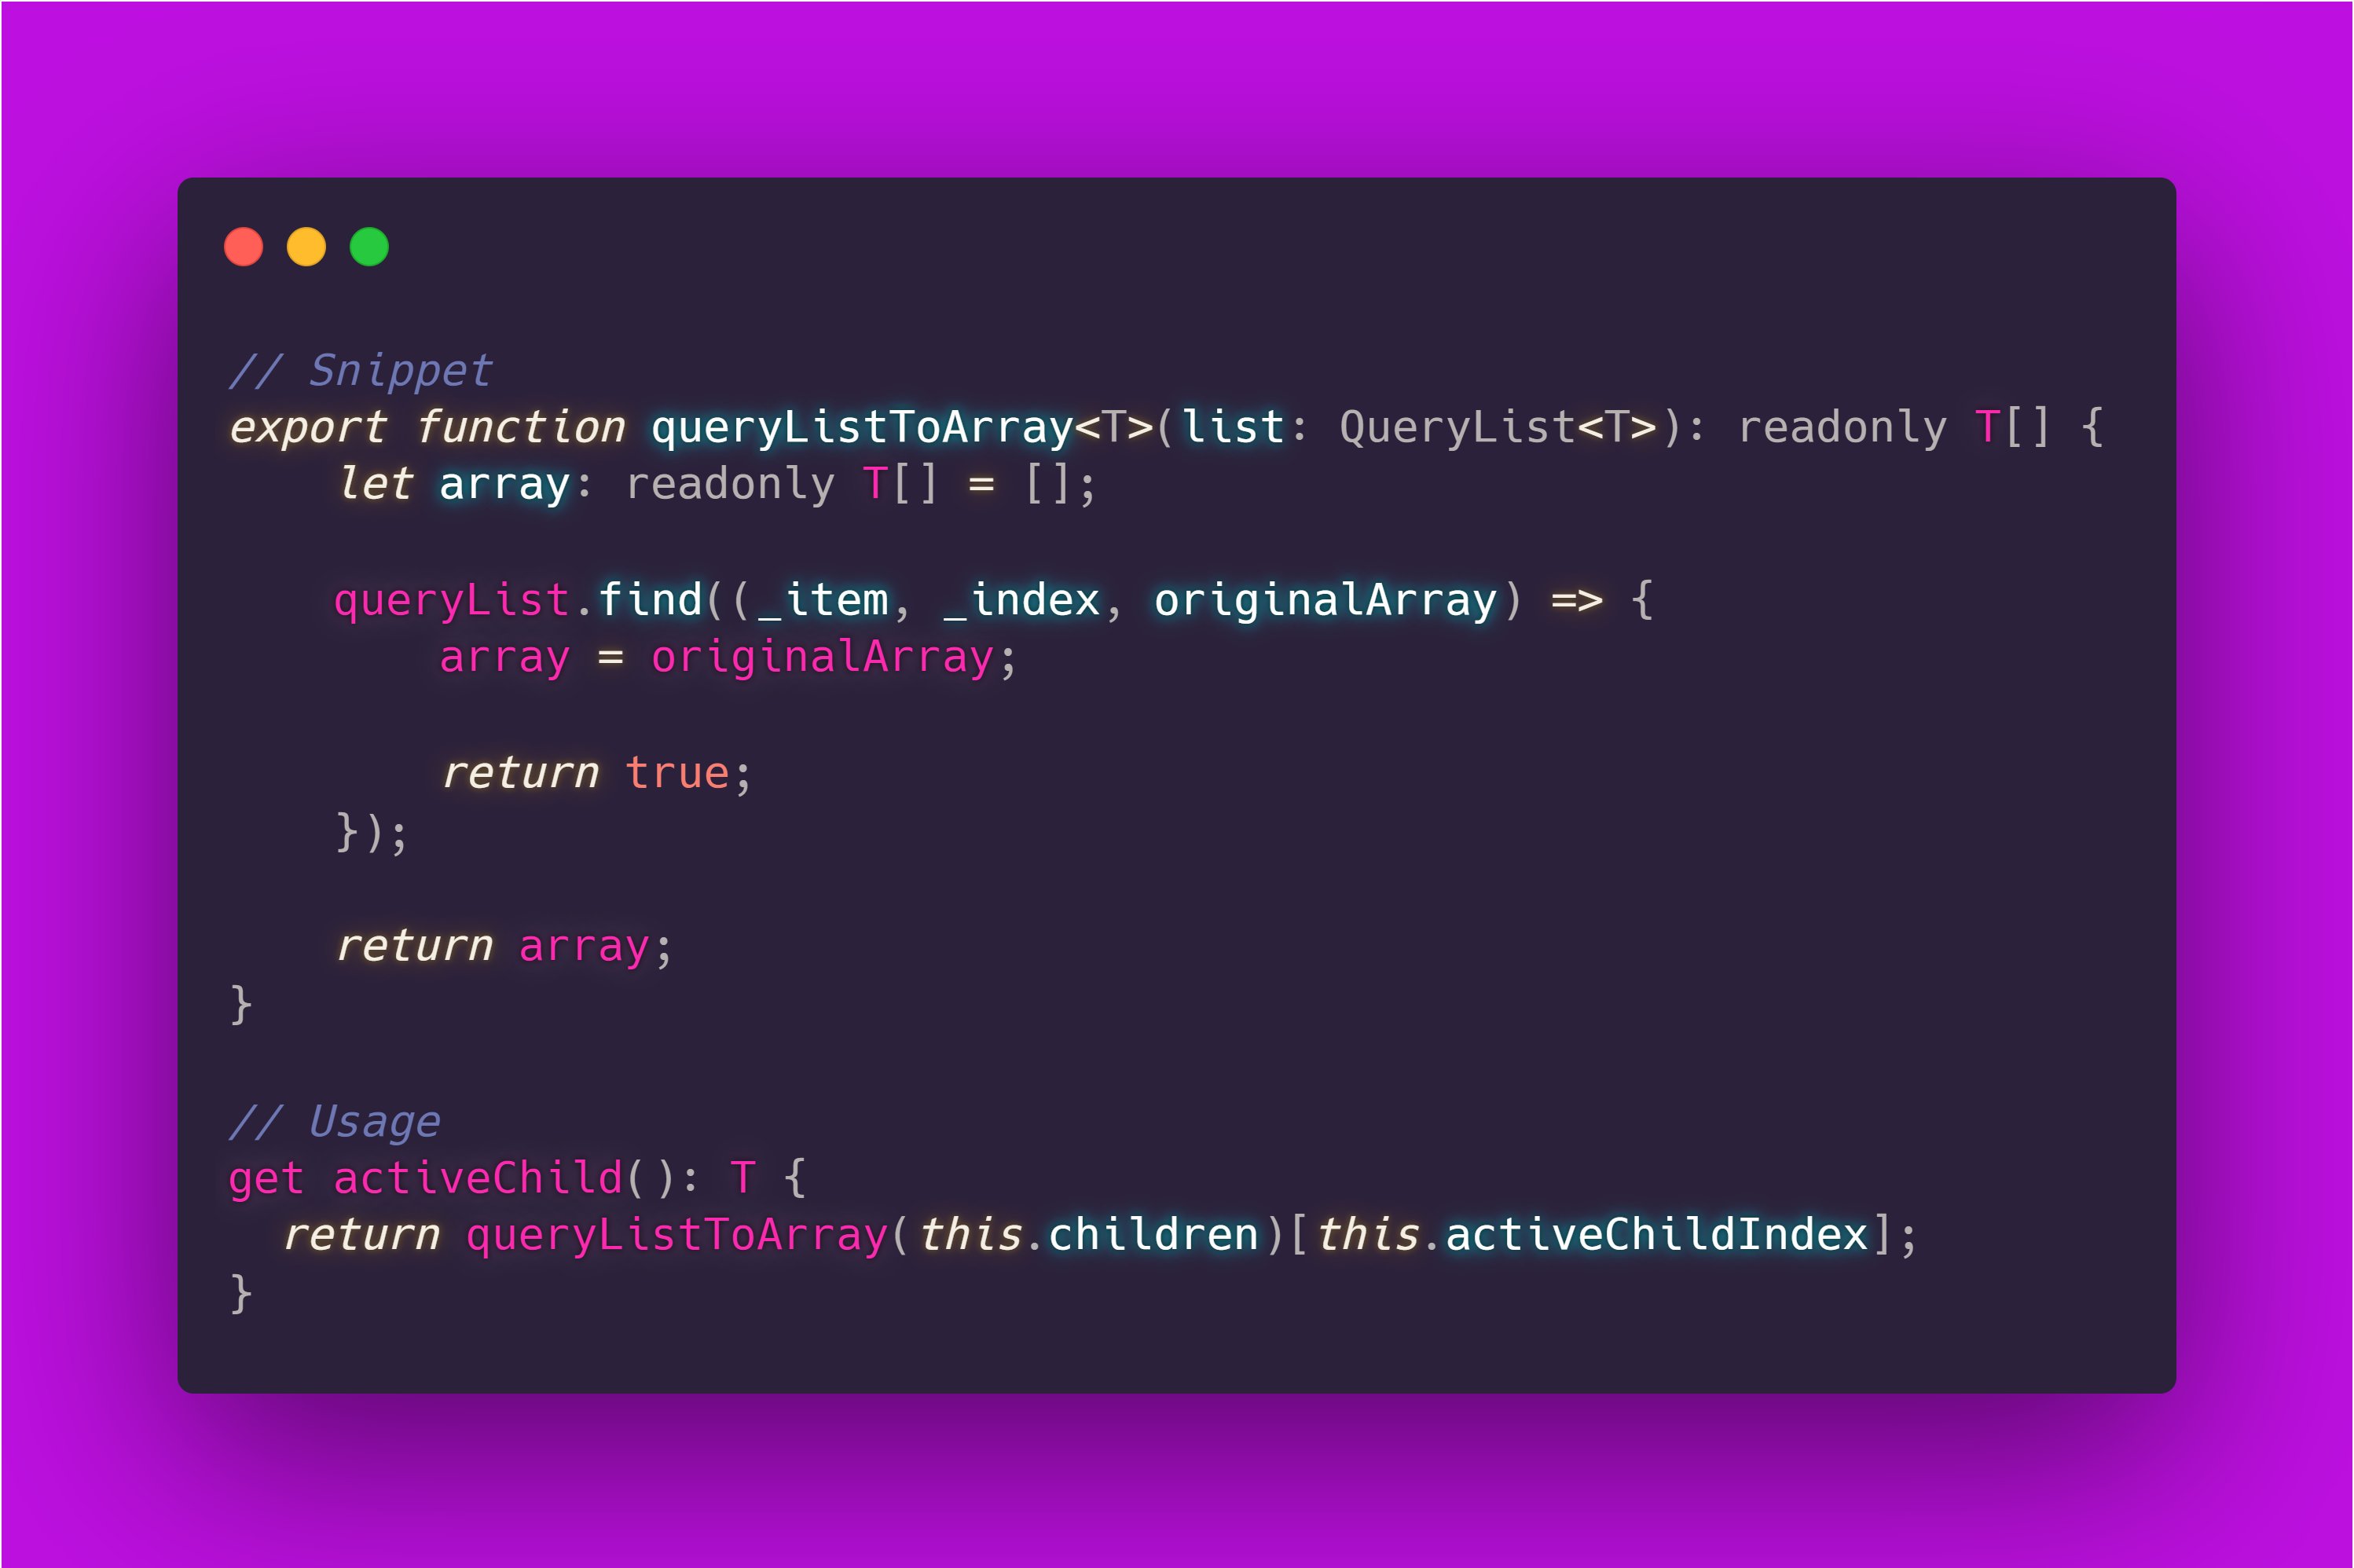 // Snippet
export function queryListToArray<T>(list: QueryList<T>): readonly T[] {
    let array: readonly T[] = [];

    queryList.find((_item, _index, originalArray) => {
        array = originalArray;

        return true;
    });

    return array;
}

// Usage
get activeChild(): T {
  return queryListToArray(this.children)[this.activeChildIndex];
}